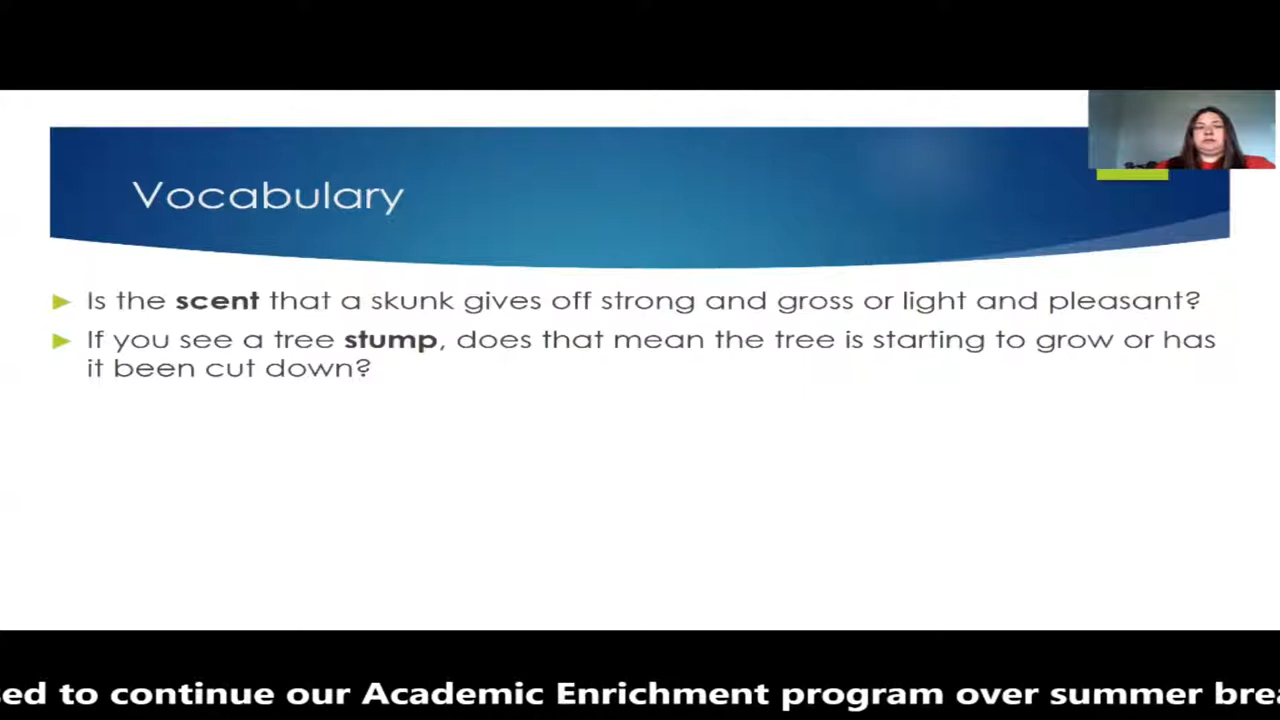 Vocabulary
Is the scent that a skunk gives off strong and gross or light and pleasant?
If you see a tree stump, does that mean the tree is starting to grow or has
it been cut down?
to continue our Academic Enrichment program over summer